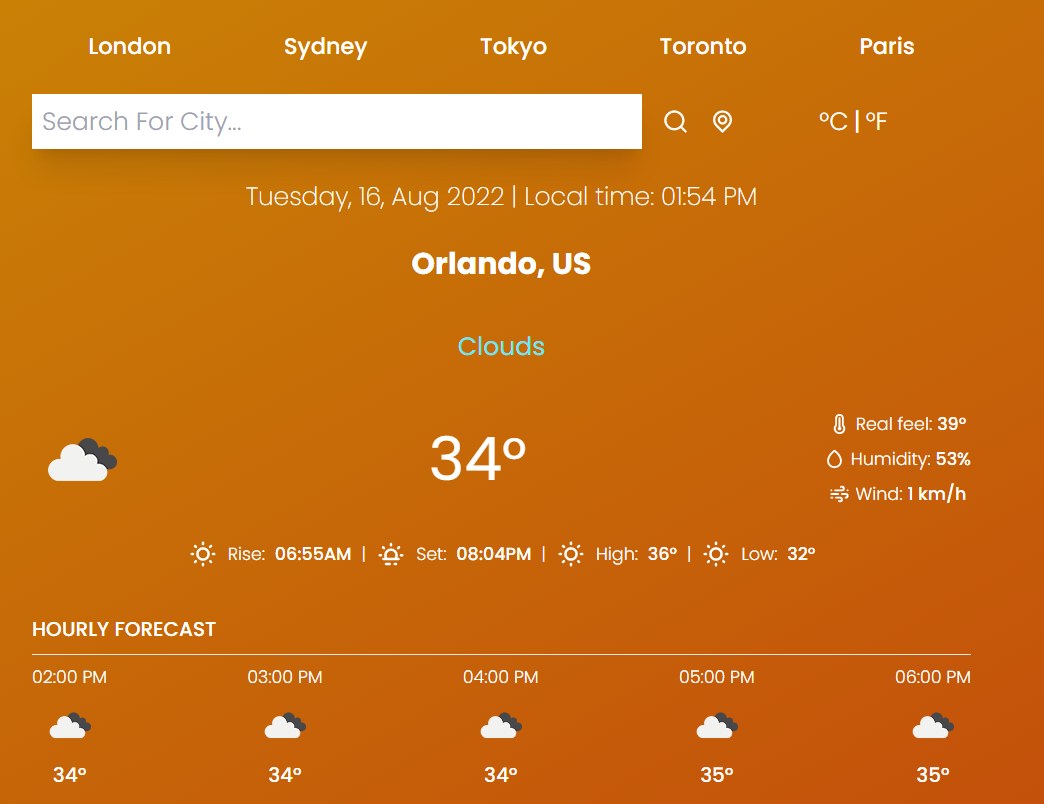 London Sydney Tokyo Toronto Paris
Search For City...
°C | °F
Tuesday, 16, Aug 2022 | Local time: 01:54 PM
Orlando, US
Clouds
34°
Real feel: 39°
Humidity: 53%
Wind: 1 km/h
Rise: 06:55AM | Set: 08:04PM | High: 36° | Low: 32°
HOURLY FORECAST
02:00 PM 03:00 PM 04:00 PM 05:00 PM 06:00 PM
34° 34° 34° 35° 35°